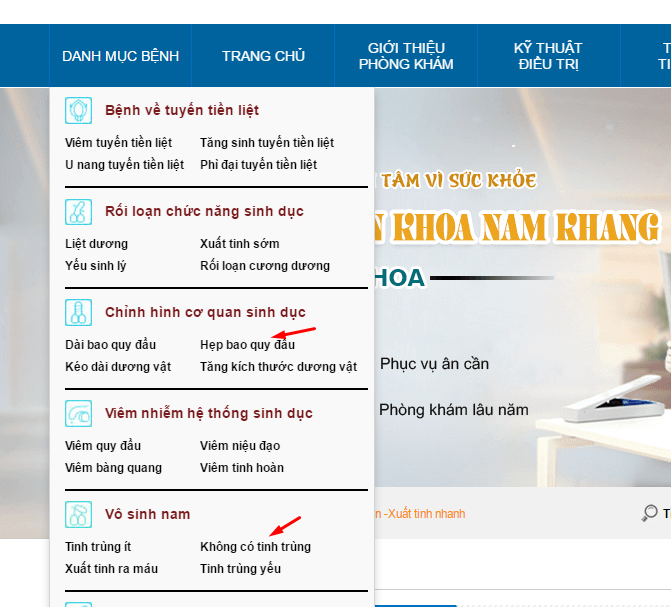 DANH MỤC BỆNH
TRANG CHỦ
GIỚI THIỆU
PHÒNG KHÁM
KỸ THUẬT
ĐIỀU TRỊ
Bệnh về tuyến tiền liệt
Viêm tuyến tiền liệt Tăng sinh tuyến tiền liệt
U nang tuyến tiền liệt Phì đại tuyến tiền liệt
Rối loạn chức năng sinh dục
Liệt dương Xuất tinh sớm
Yếu sinh lý Rối loạn cương dương
Chỉnh hình cơ quan sinh dục
Dài bao quy đầu Hẹp bao quy đầu
Kéo dài dương vật Tăng kích thước dương vật
Viêm nhiễm hệ thống sinh dục
Viêm quy đầu Viêm niệu đạo
Viêm bàng quang Viêm tinh hoàn
Vô sinh nam
Tinh trùng ít Không có tinh trùng
Xuất tinh ra máu Tinh trùng yếu
TÂM VÌ SỨC KHỎE
KHOA NAM KHANG
HOA
Phục vụ ân cần
Phòng khám lâu năm
n -Xuất tinh nhanh